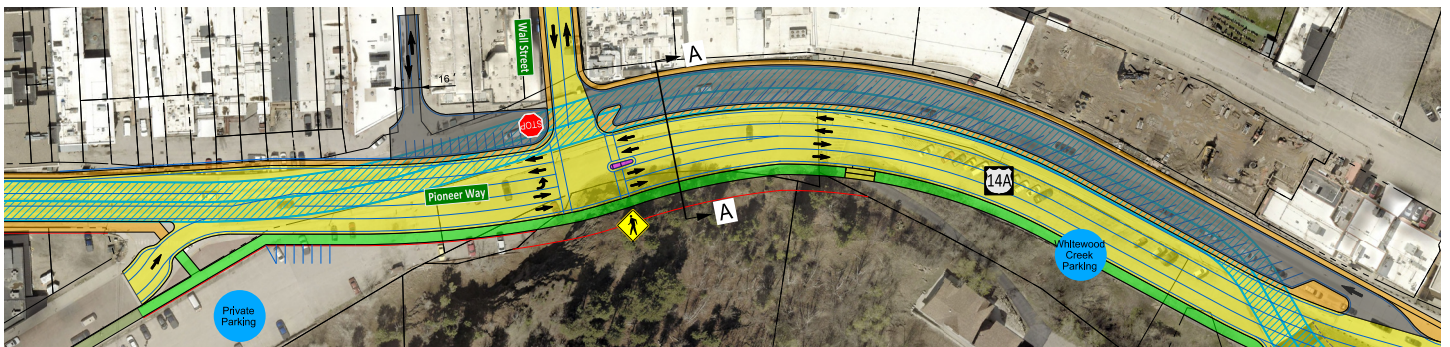 Wall Street
16'
A
STOP
14A
Pioneer Way
A
Whitewood
Creek
Parking
Private
Parking